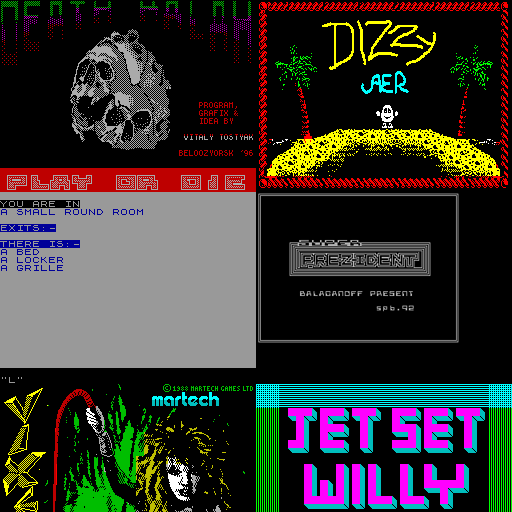 DEATH MALAH
PROGRAM,
GRAFIX &
IDEA BY
VITALY TOSTYAK
BELOOZYORSK '96
DIZZY
PLAY OR DIE
YOU ARE IN
A SMALL ROUND ROOM
EXITS:-
THERE IS:-
A BED
A LOCKER
A GRILLE
"L"
SUPER
PREZIDENT
BALAGANOFF PRESENT
spb.92
© 1988 MARTECH GAMES LTD
martech
VIXEN
JET SET
WILLY